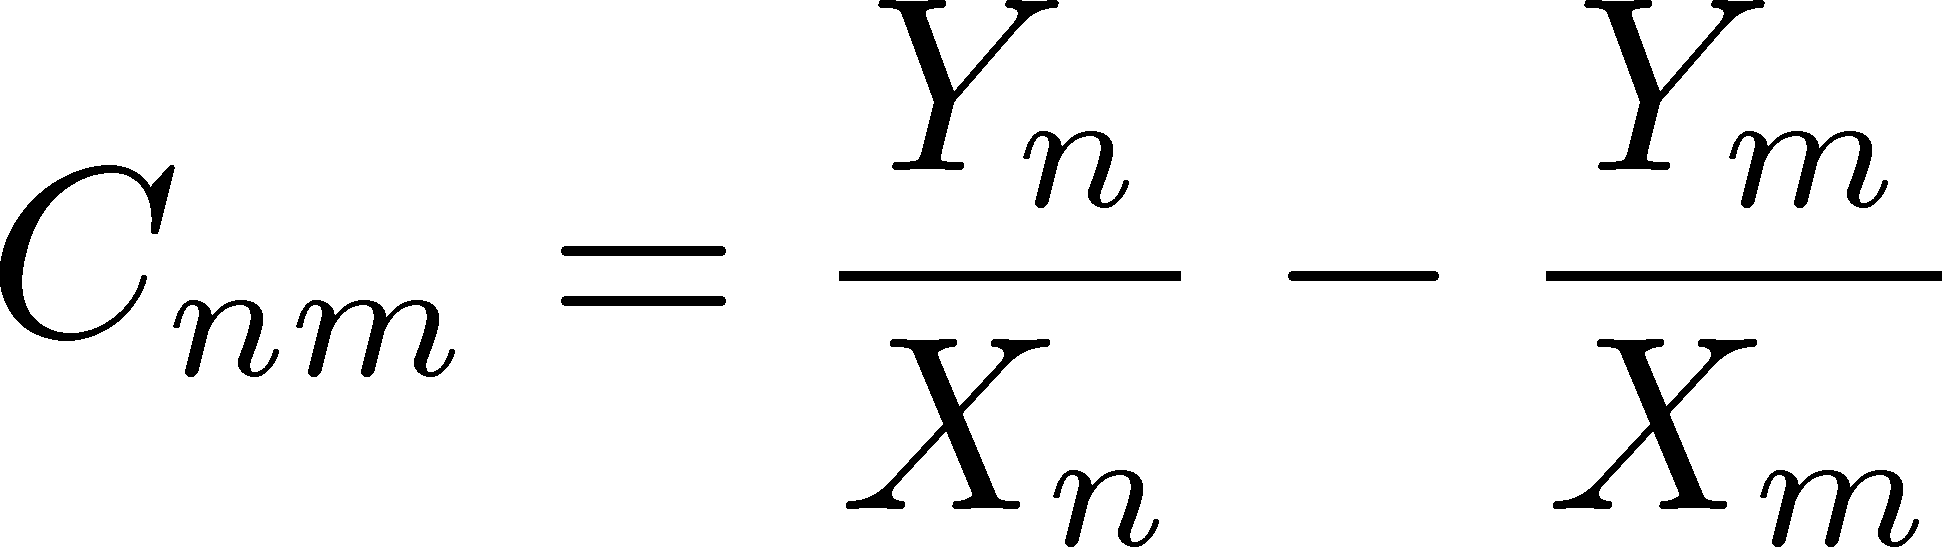 C_{nm} = \frac{Y_n}{X_n} - \frac{Y_m}{X_m}